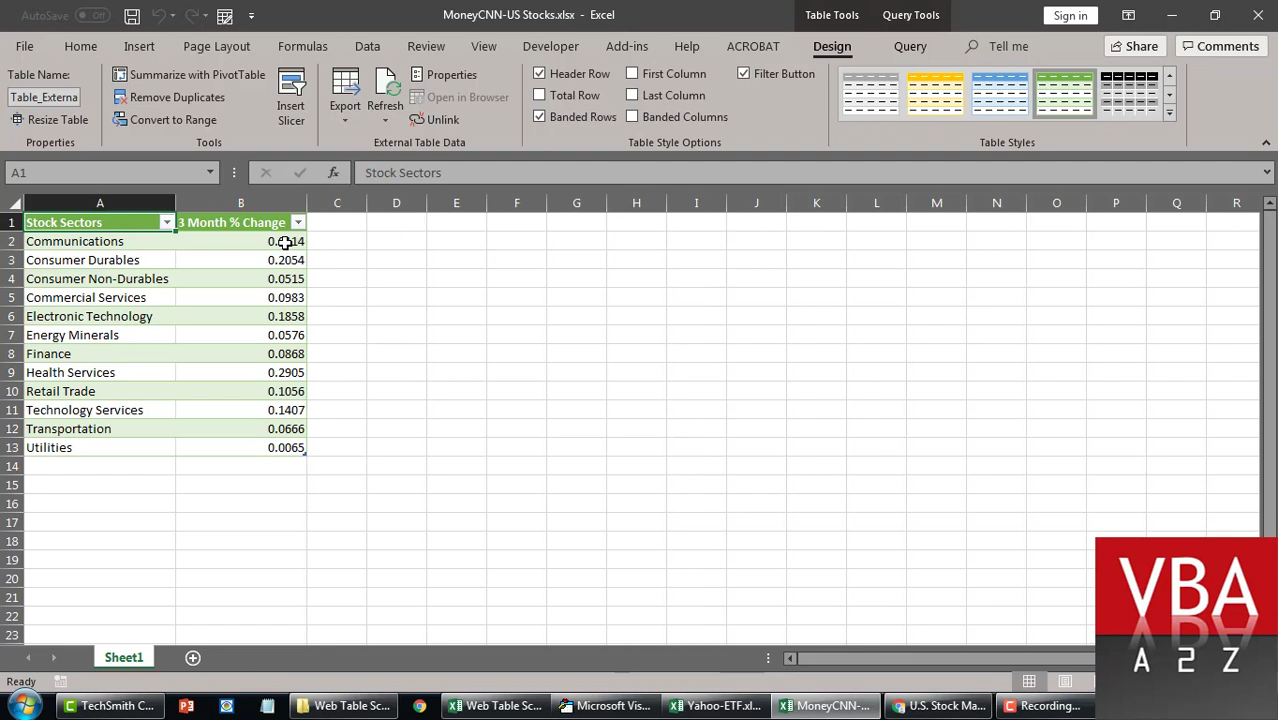 AutoSave Off MoneyCNN-US Stocks.xlsx - Excel Table Tools Query Tools Sign in
File Home Insert Page Layout Formulas Data Review View Developer Add-ins Help ACROBAT Design Query Tell me Share Comments
Table Name:
Table_Externa
Resize Table
Properties
Summarize with PivotTable
Remove Duplicates
Convert to Range
Insert
Slicer
Tools
Export
Refresh
Properties
Open in Browser
Unlink
External Table Data
Header Row First Column Filter Button
Total Row Last Column
Banded Rows Banded Columns
Table Style Options
Table Styles
A1 fx Stock Sectors
A B C D E F G H I J K L M N O P Q R
1 Stock Sectors 3 Month % Change
2 Communications
3 Consumer Durables 0.2054
4 Consumer Non-Durables 0.0515
5 Commercial Services 0.0983
6 Electronic Technology 0.1858
7 Energy Minerals 0.0576
8 Finance 0.0868
9 Health Services 0.2905
10 Retail Trade 0.1056
11 Technology Services 0.1407
12 Transportation 0.0666
13 Utilities 0.0065
14
15
16
17
18
19
20
21
22
23
VBA
A 2 Z
Sheet1
Ready
TechSmith C... Web Table Sc... Web Table Sc... Microsoft Vis... Yahoo-ETF.xl... MoneyCNN-... U.S. Stock Ma... Recording...